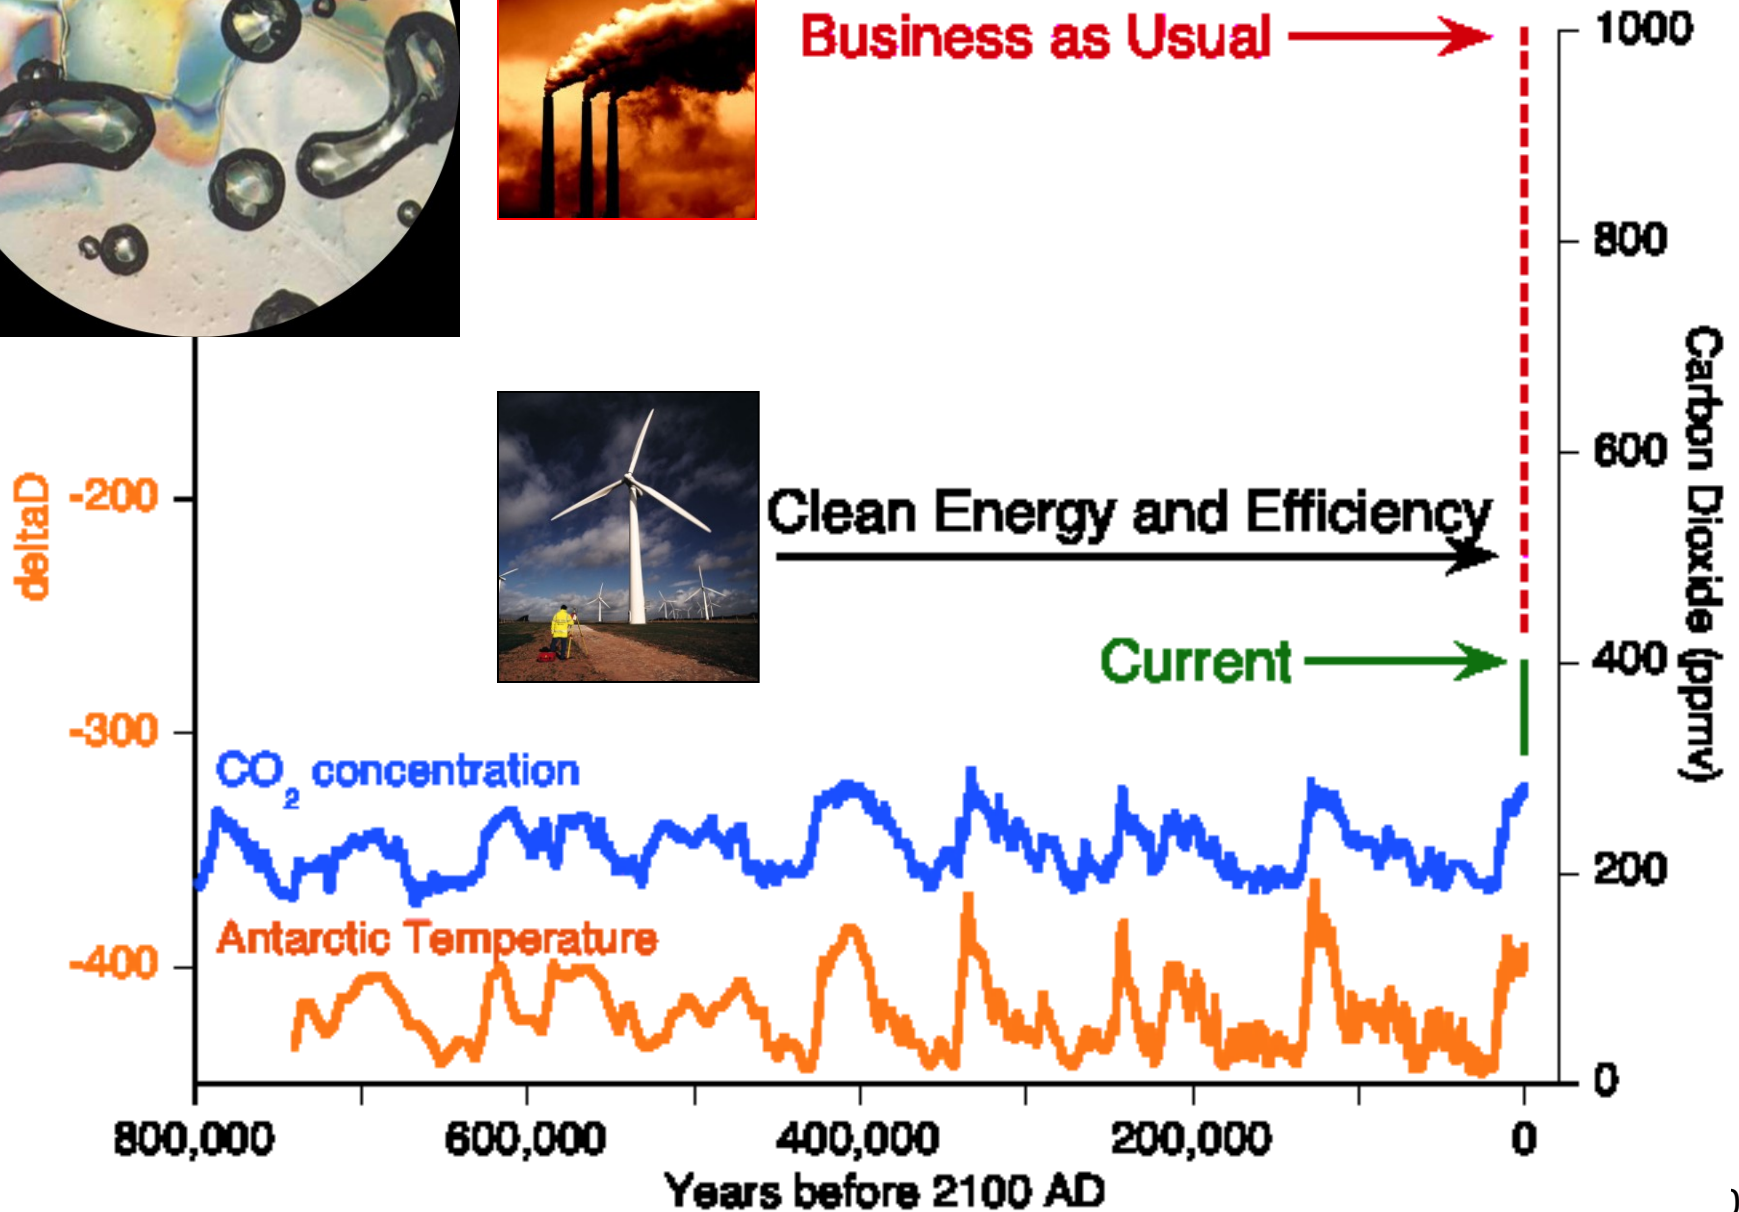 Business as Usual
1000
800
600
400
200
0
Carbon Dioxide (ppmv)
Clean Energy and Efficiency
Current
deltaD
-200
-300
-400
CO2 concentration
Antarctic Temperature
800,000 600,000 400,000 200,000 0
Years before 2100 AD